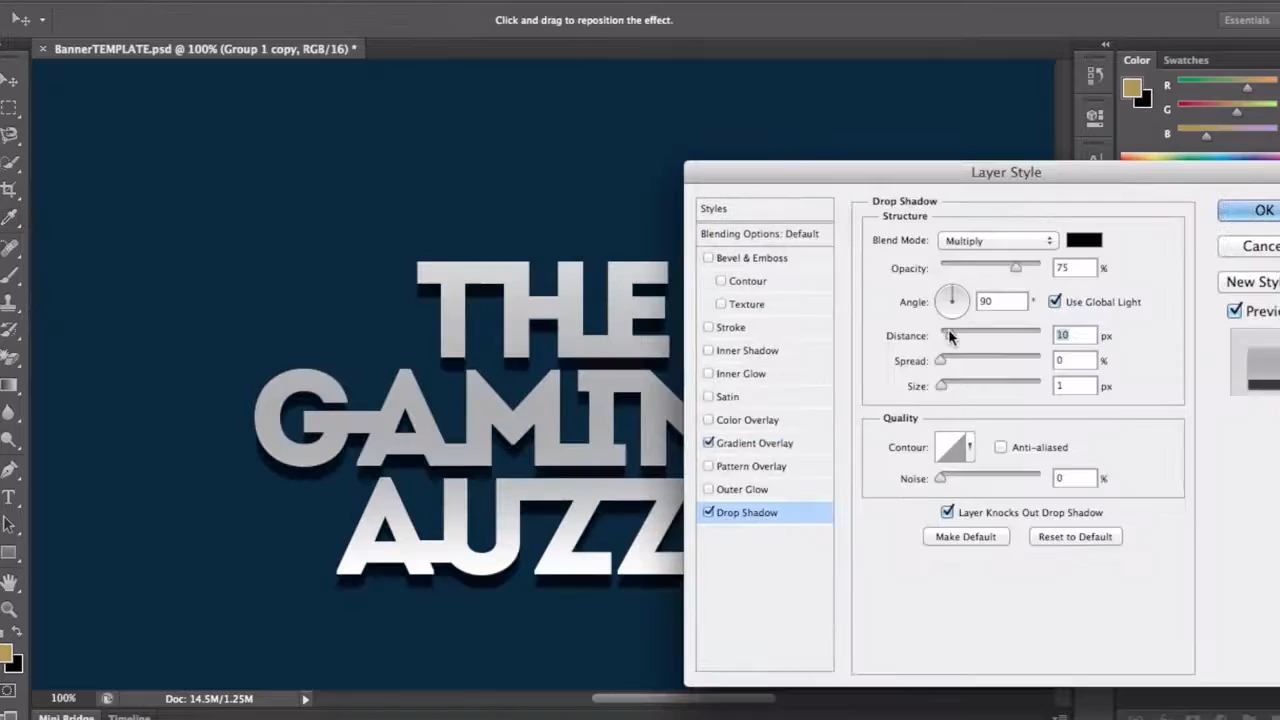 Click and drag to reposition the effect.
Essentials
× BannerTEMPLATE.psd @ 100% (Group 1 copy, RGB/16) *
Color Swatches
R
G
B
Layer Style
Styles
Blending Options: Default
Bevel & Emboss
Contour
Texture
Stroke
Inner Shadow
Inner Glow
Satin
Color Overlay
Gradient Overlay
Pattern Overlay
Outer Glow
Drop Shadow
Drop Shadow
Structure
Blend Mode: Multiply
Opacity: 75 %
Angle: 90 ° Use Global Light
Distance: 10 px
Spread: 0 %
Size: 1 px
Quality
Contour: Anti-aliased
Noise: 0 %
Layer Knocks Out Drop Shadow
Make Default Reset to Default
OK
Cance
New Styl
Previe
THE
GAMIN
AUZZ
100% Doc: 14.5M/1.25M
Mini Bridge Timeline